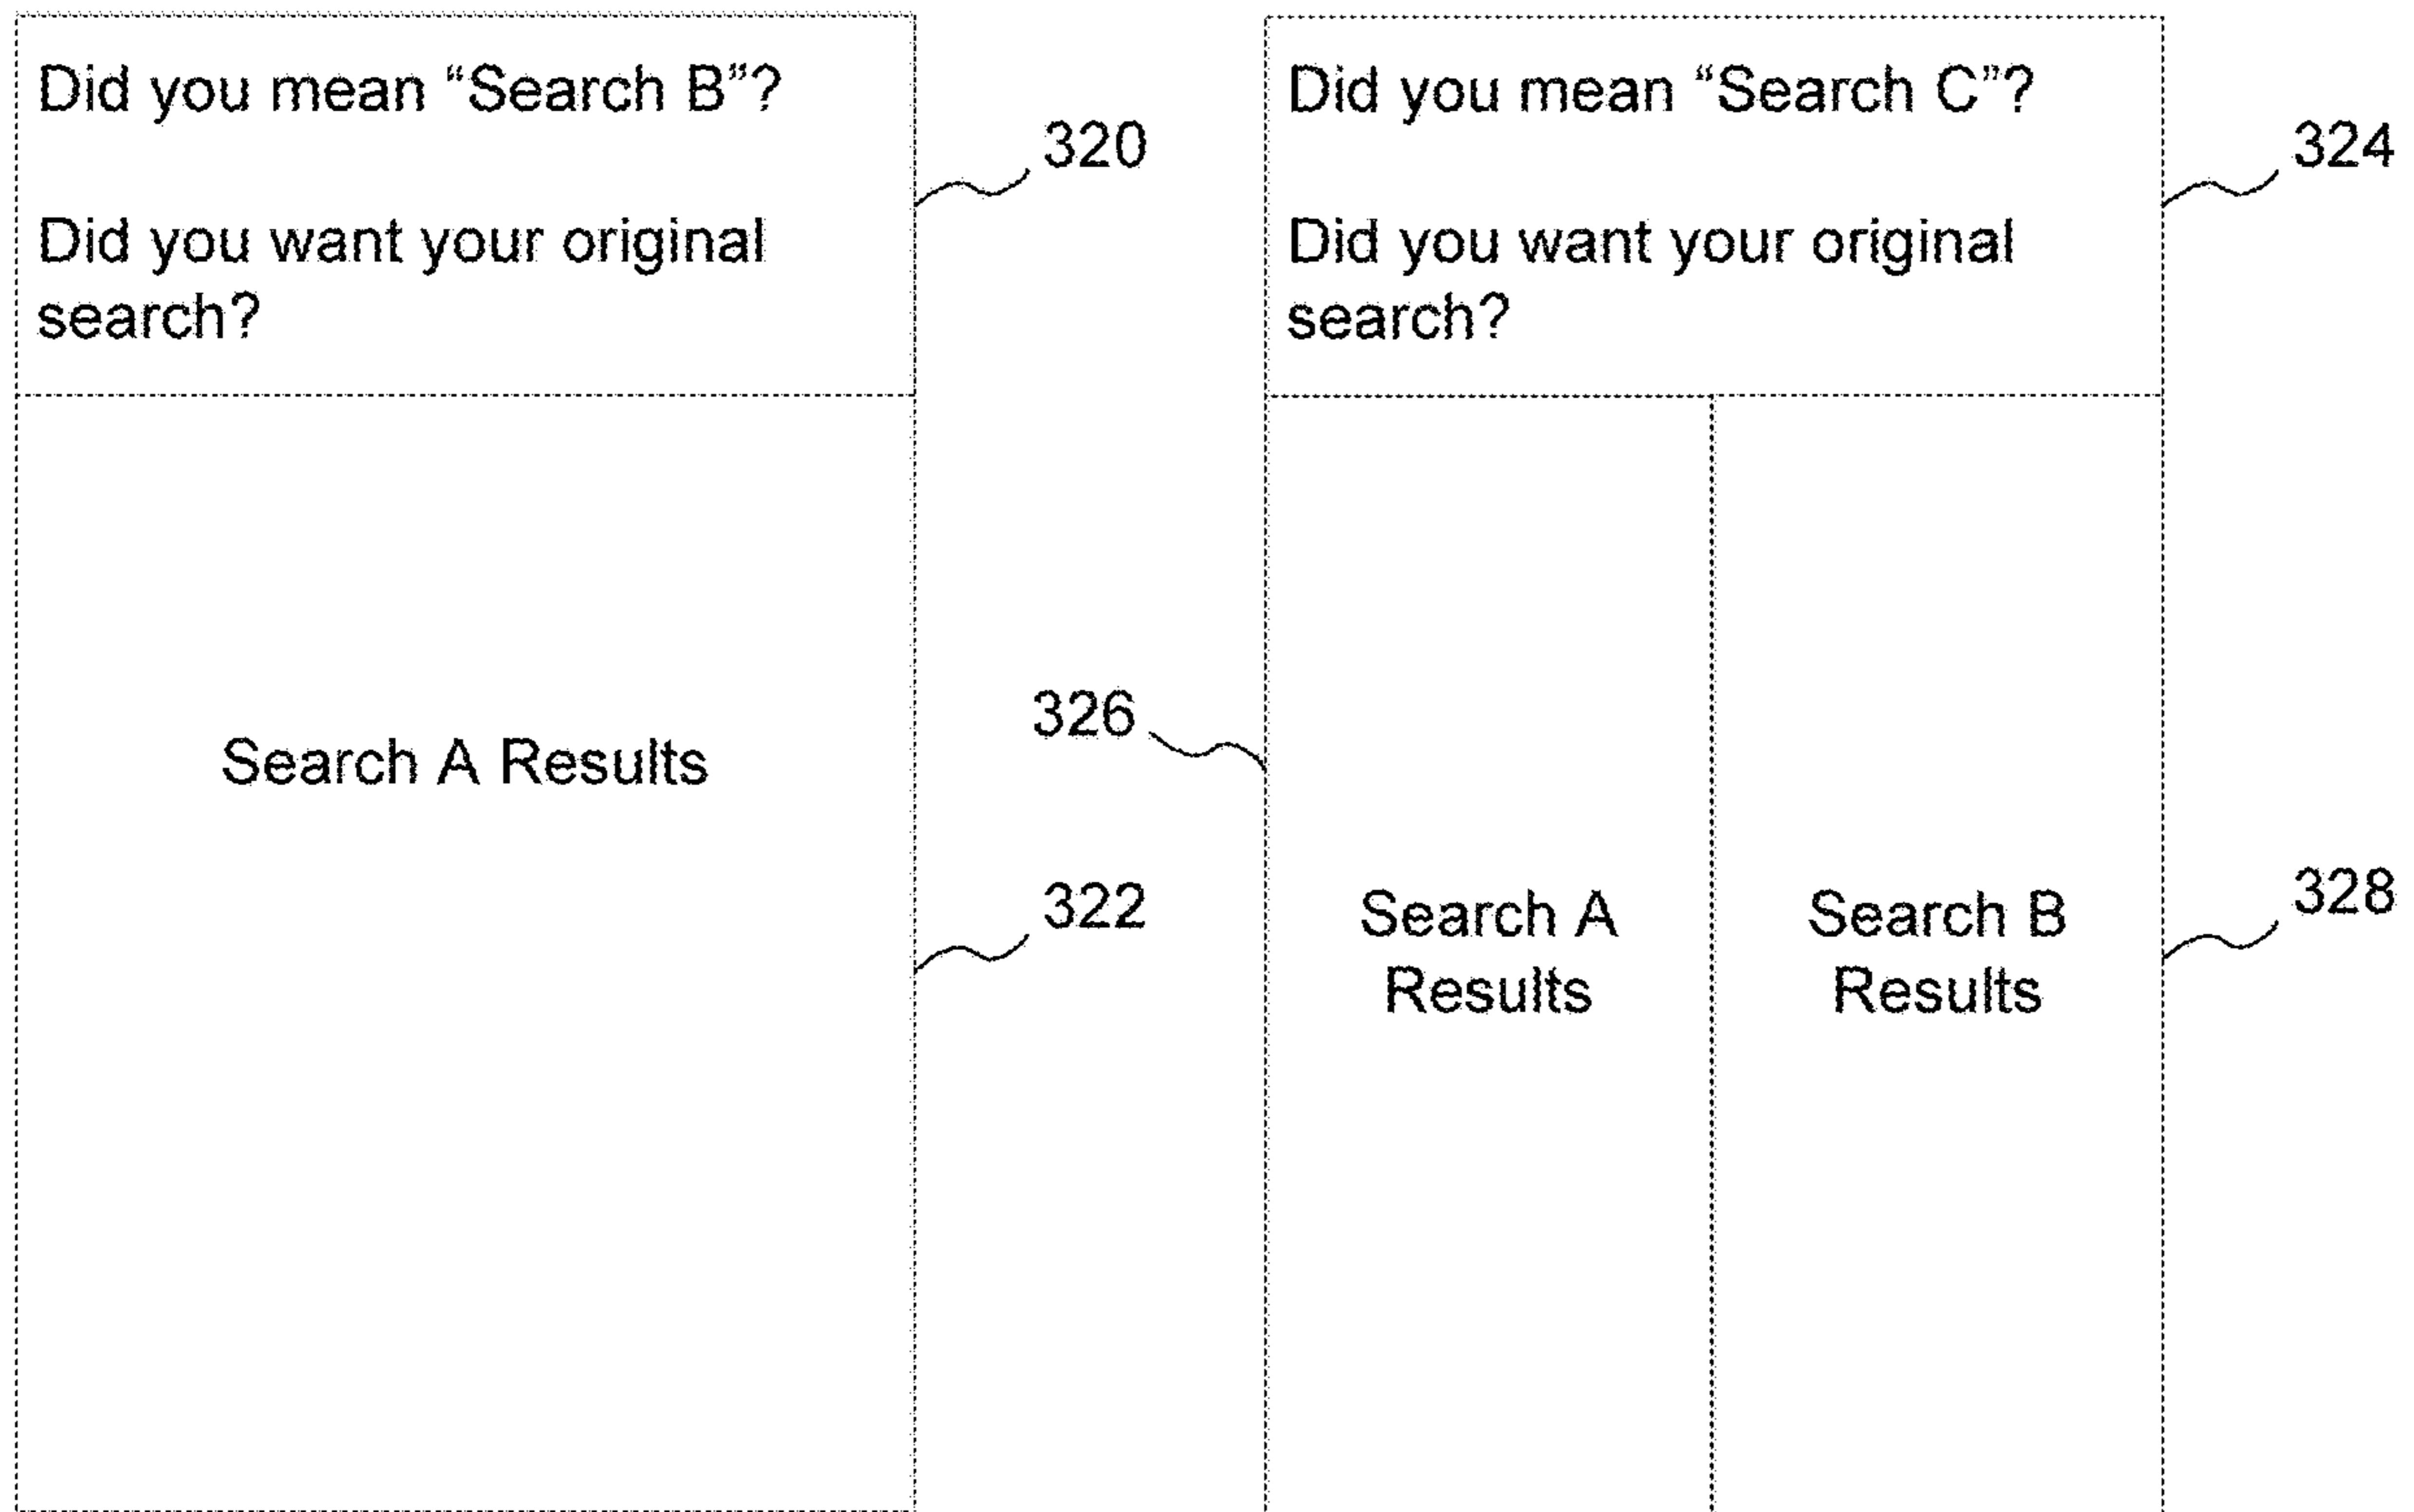 Did you mean “Search B”?
320
Did you want your original
search?
Search A Results
322
Did you mean “Search C”?
324
Did you want your original
search?
326
Search A
Results
Search B
Results
328